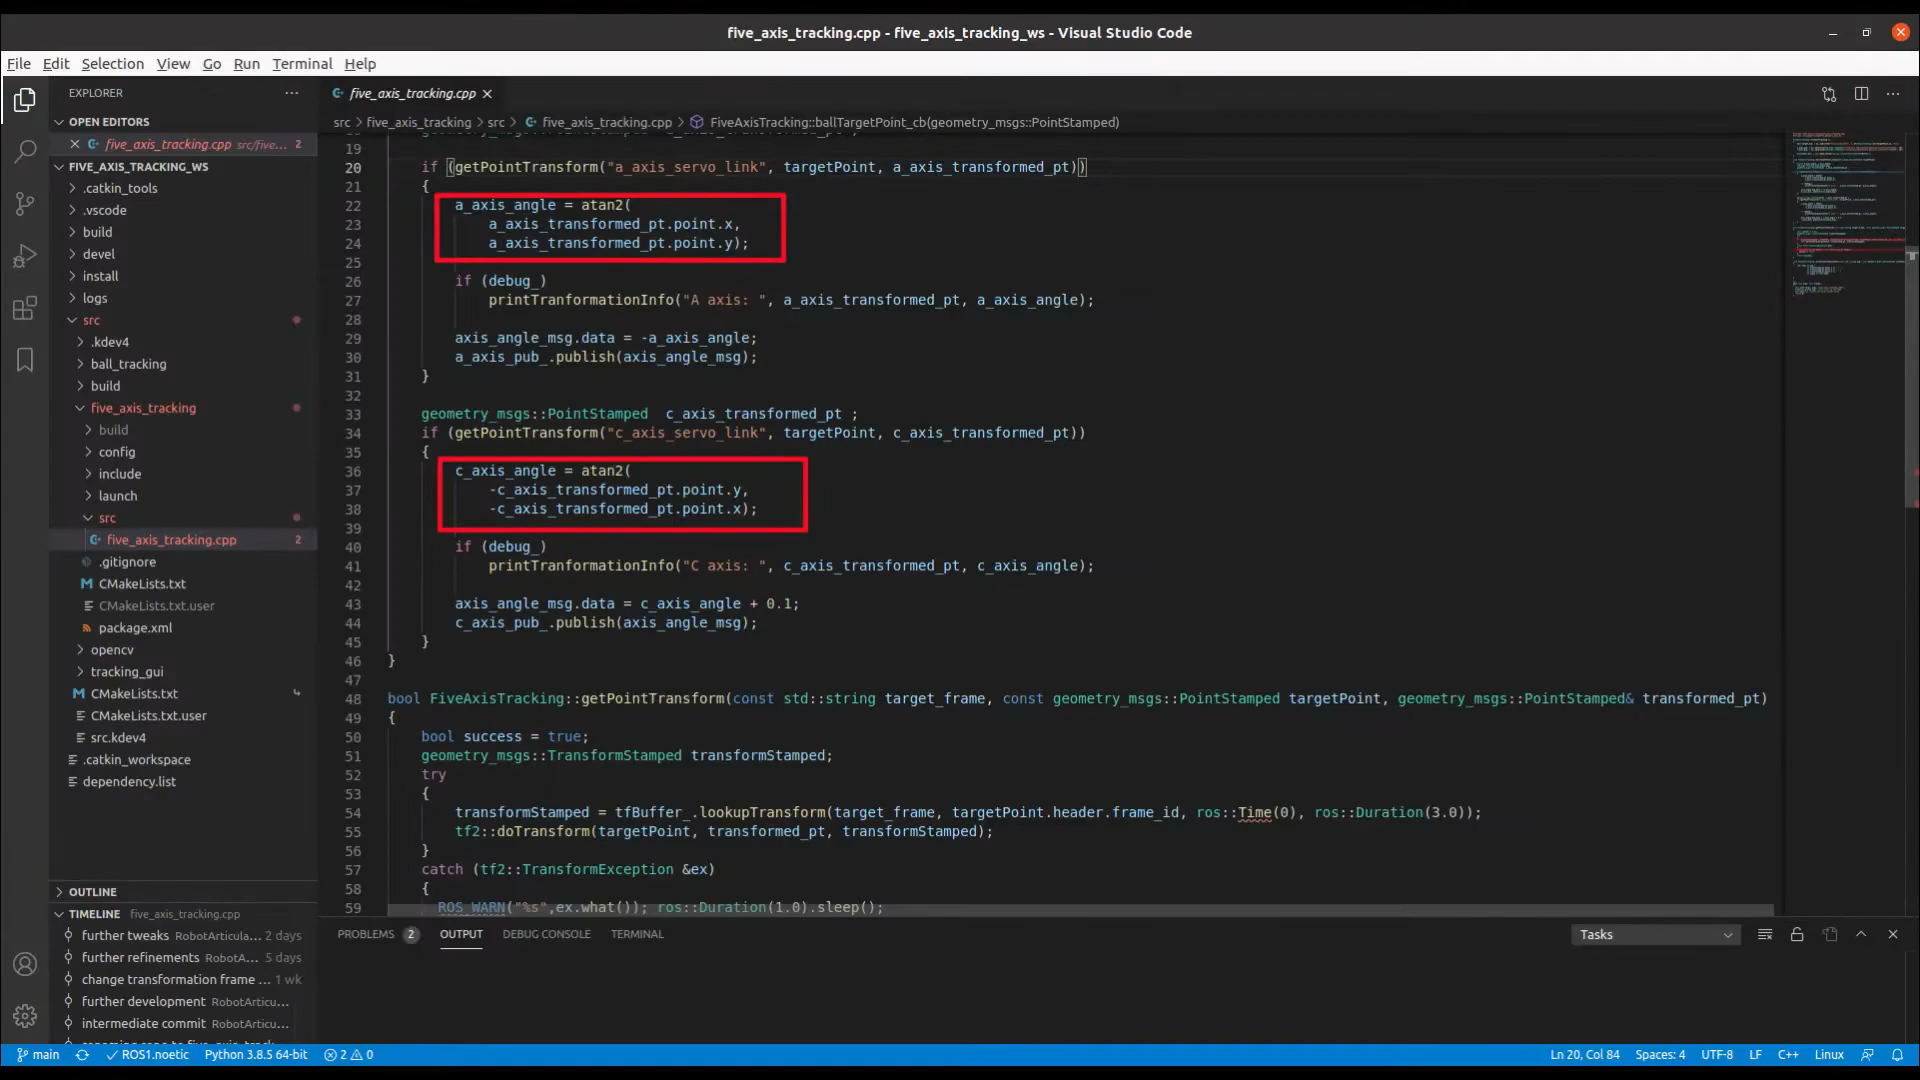 five_axis_tracking.cpp - five_axis_tracking_ws - Visual Studio Code
File Edit Selection View Go Run Terminal Help
EXPLORER
OPEN EDITORS
five_axis_tracking.cpp src/five... 2
FIVE_AXIS_TRACKING_WS
.catkin_tools
.vscode
build
devel
install
logs
src
.kdev4
ball_tracking
build
five_axis_tracking
build
config
include
launch
src
five_axis_tracking.cpp 2
.gitignore
CMakeLists.txt
CMakeLists.txt.user
package.xml
opencv
tracking_gui
CMakeLists.txt
CMakeLists.txt.user
src.kdev4
.catkin_workspace
dependency.list
OUTLINE
TIMELINE five_axis_tracking.cpp
further tweaks RobotArticula... 2 days
further refinements RobotA... 5 days
change transformation frame ... 1 wk
further development RobotArticu...
intermediate commit RobotArticu...
five_axis_tracking.cpp
src > five_axis_tracking > src > five_axis_tracking.cpp > FiveAxisTracking::ballTargetPoint_cb(geometry_msgs::PointStamped)
19
20 if (getPointTransform("a_axis_servo_link", targetPoint, a_axis_transformed_pt))
21 {
22 a_axis_angle = atan2(
23 a_axis_transformed_pt.point.x,
24 a_axis_transformed_pt.point.y);
25
26 if (debug_)
27 printTranformationInfo("A axis: ", a_axis_transformed_pt, a_axis_angle);
28
29 axis_angle_msg.data = -a_axis_angle;
30 a_axis_pub_.publish(axis_angle_msg);
31 }
32
33 geometry_msgs::PointStamped c_axis_transformed_pt ;
34 if (getPointTransform("c_axis_servo_link", targetPoint, c_axis_transformed_pt))
35 {
36 c_axis_angle = atan2(
37 -c_axis_transformed_pt.point.y,
38 -c_axis_transformed_pt.point.x);
39
40 if (debug_)
41 printTranformationInfo("C axis: ", c_axis_transformed_pt, c_axis_angle);
42
43 axis_angle_msg.data = c_axis_angle + 0.1;
44 c_axis_pub_.publish(axis_angle_msg);
45 }
46 }
47
48 bool FiveAxisTracking::getPointTransform(const std::string target_frame, const geometry_msgs::PointStamped targetPoint, geometry_msgs::PointStamped& transformed_pt)
49 {
50 bool success = true;
51 geometry_msgs::TransformStamped transformStamped;
52 try
53 {
54 transformStamped = tfBuffer_.lookupTransform(target_frame, targetPoint.header.frame_id, ros::Time(0), ros::Duration(3.0));
55 tf2::doTransform(targetPoint, transformed_pt, transformStamped);
56 }
57 catch (tf2::TransformException &ex)
58 {
59 ROS_WARN("%s",ex.what()); ros::Duration(1.0).sleep();
PROBLEMS 2 OUTPUT DEBUG CONSOLE TERMINAL
Tasks
main ROS1.noetic Python 3.8.5 64-bit 2 0
Ln 20, Col 84 Spaces: 4 UTF-8 LF C++ Linux